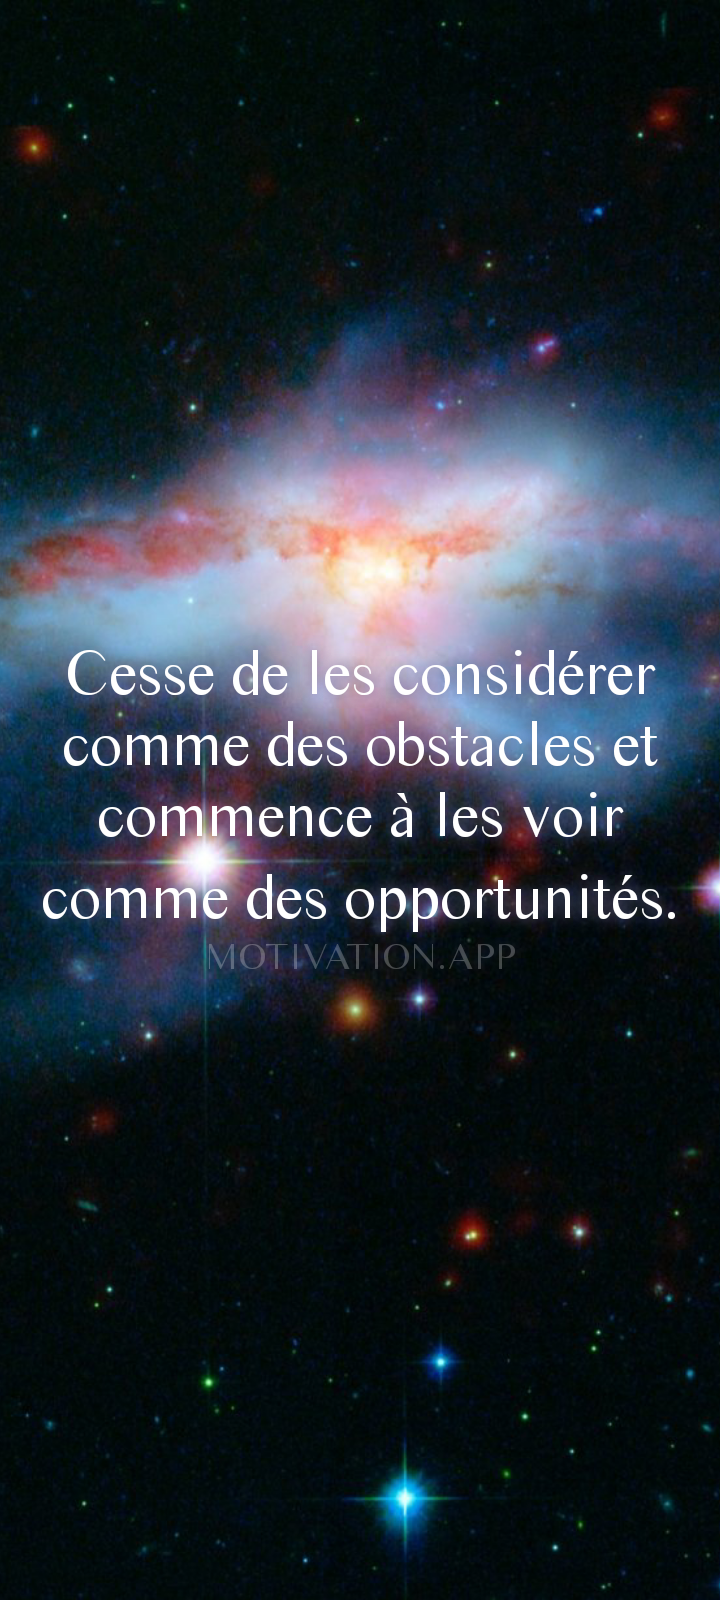 Cesse de les considérer
comme des obstacles et
commence à les voir
comme des opportunités.
MOTIVATION.APP